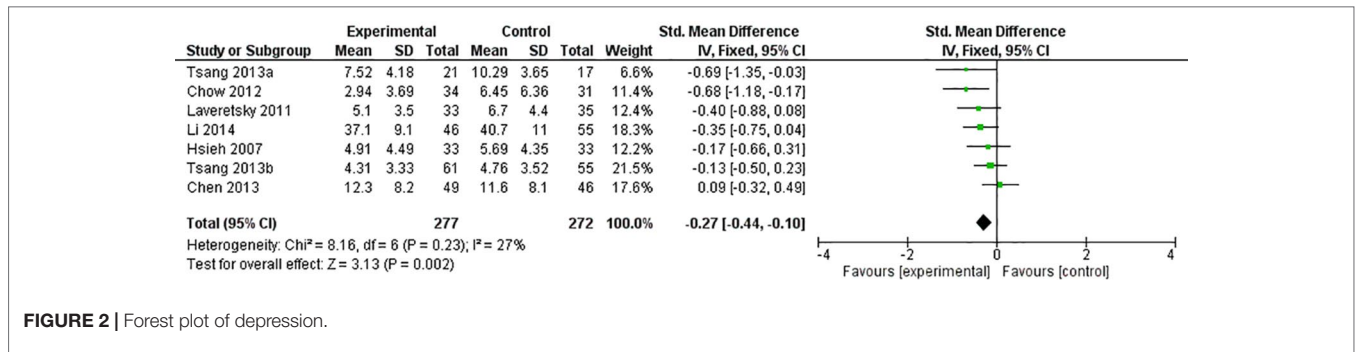 Experimental Control Std. Mean Difference Std. Mean Difference
Study or Subgroup Mean SD Total Mean SD Total Weight IV, Fixed, 95% CI IV, Fixed, 95% CI
Tsang 2013a 7.52 4.18 21 10.29 3.65 17 6.6% -0.69 [-1.35, -0.03]
Chow 2012 2.94 3.69 34 6.45 6.36 31 11.4% -0.68 [-1.18, -0.17]
Laveretsky 2011 5.1 3.5 33 6.7 4.4 35 12.4% -0.40 [-0.88, 0.08]
Li 2014 37.1 9.1 46 40.7 11 55 18.3% -0.35 [-0.75, 0.04]
Hsieh 2007 4.91 4.49 33 5.69 4.35 33 12.2% -0.17 [-0.66, 0.31]
Tsang 2013b 4.31 3.33 61 4.76 3.52 55 21.5% -0.13 [-0.50, 0.23]
Chen 2013 12.3 8.2 49 11.6 8.1 46 17.6% 0.09 [-0.32, 0.49]
Total (95% CI) 277 272 100.0% -0.27 [-0.44, -0.10]
Heterogeneity: Chi² = 8.16, df = 6 (P = 0.23); I² = 27%
Test for overall effect: Z = 3.13 (P = 0.002)
-4 -2 0 2 4
Favours [experimental] Favours [control]
FIGURE 2 | Forest plot of depression.